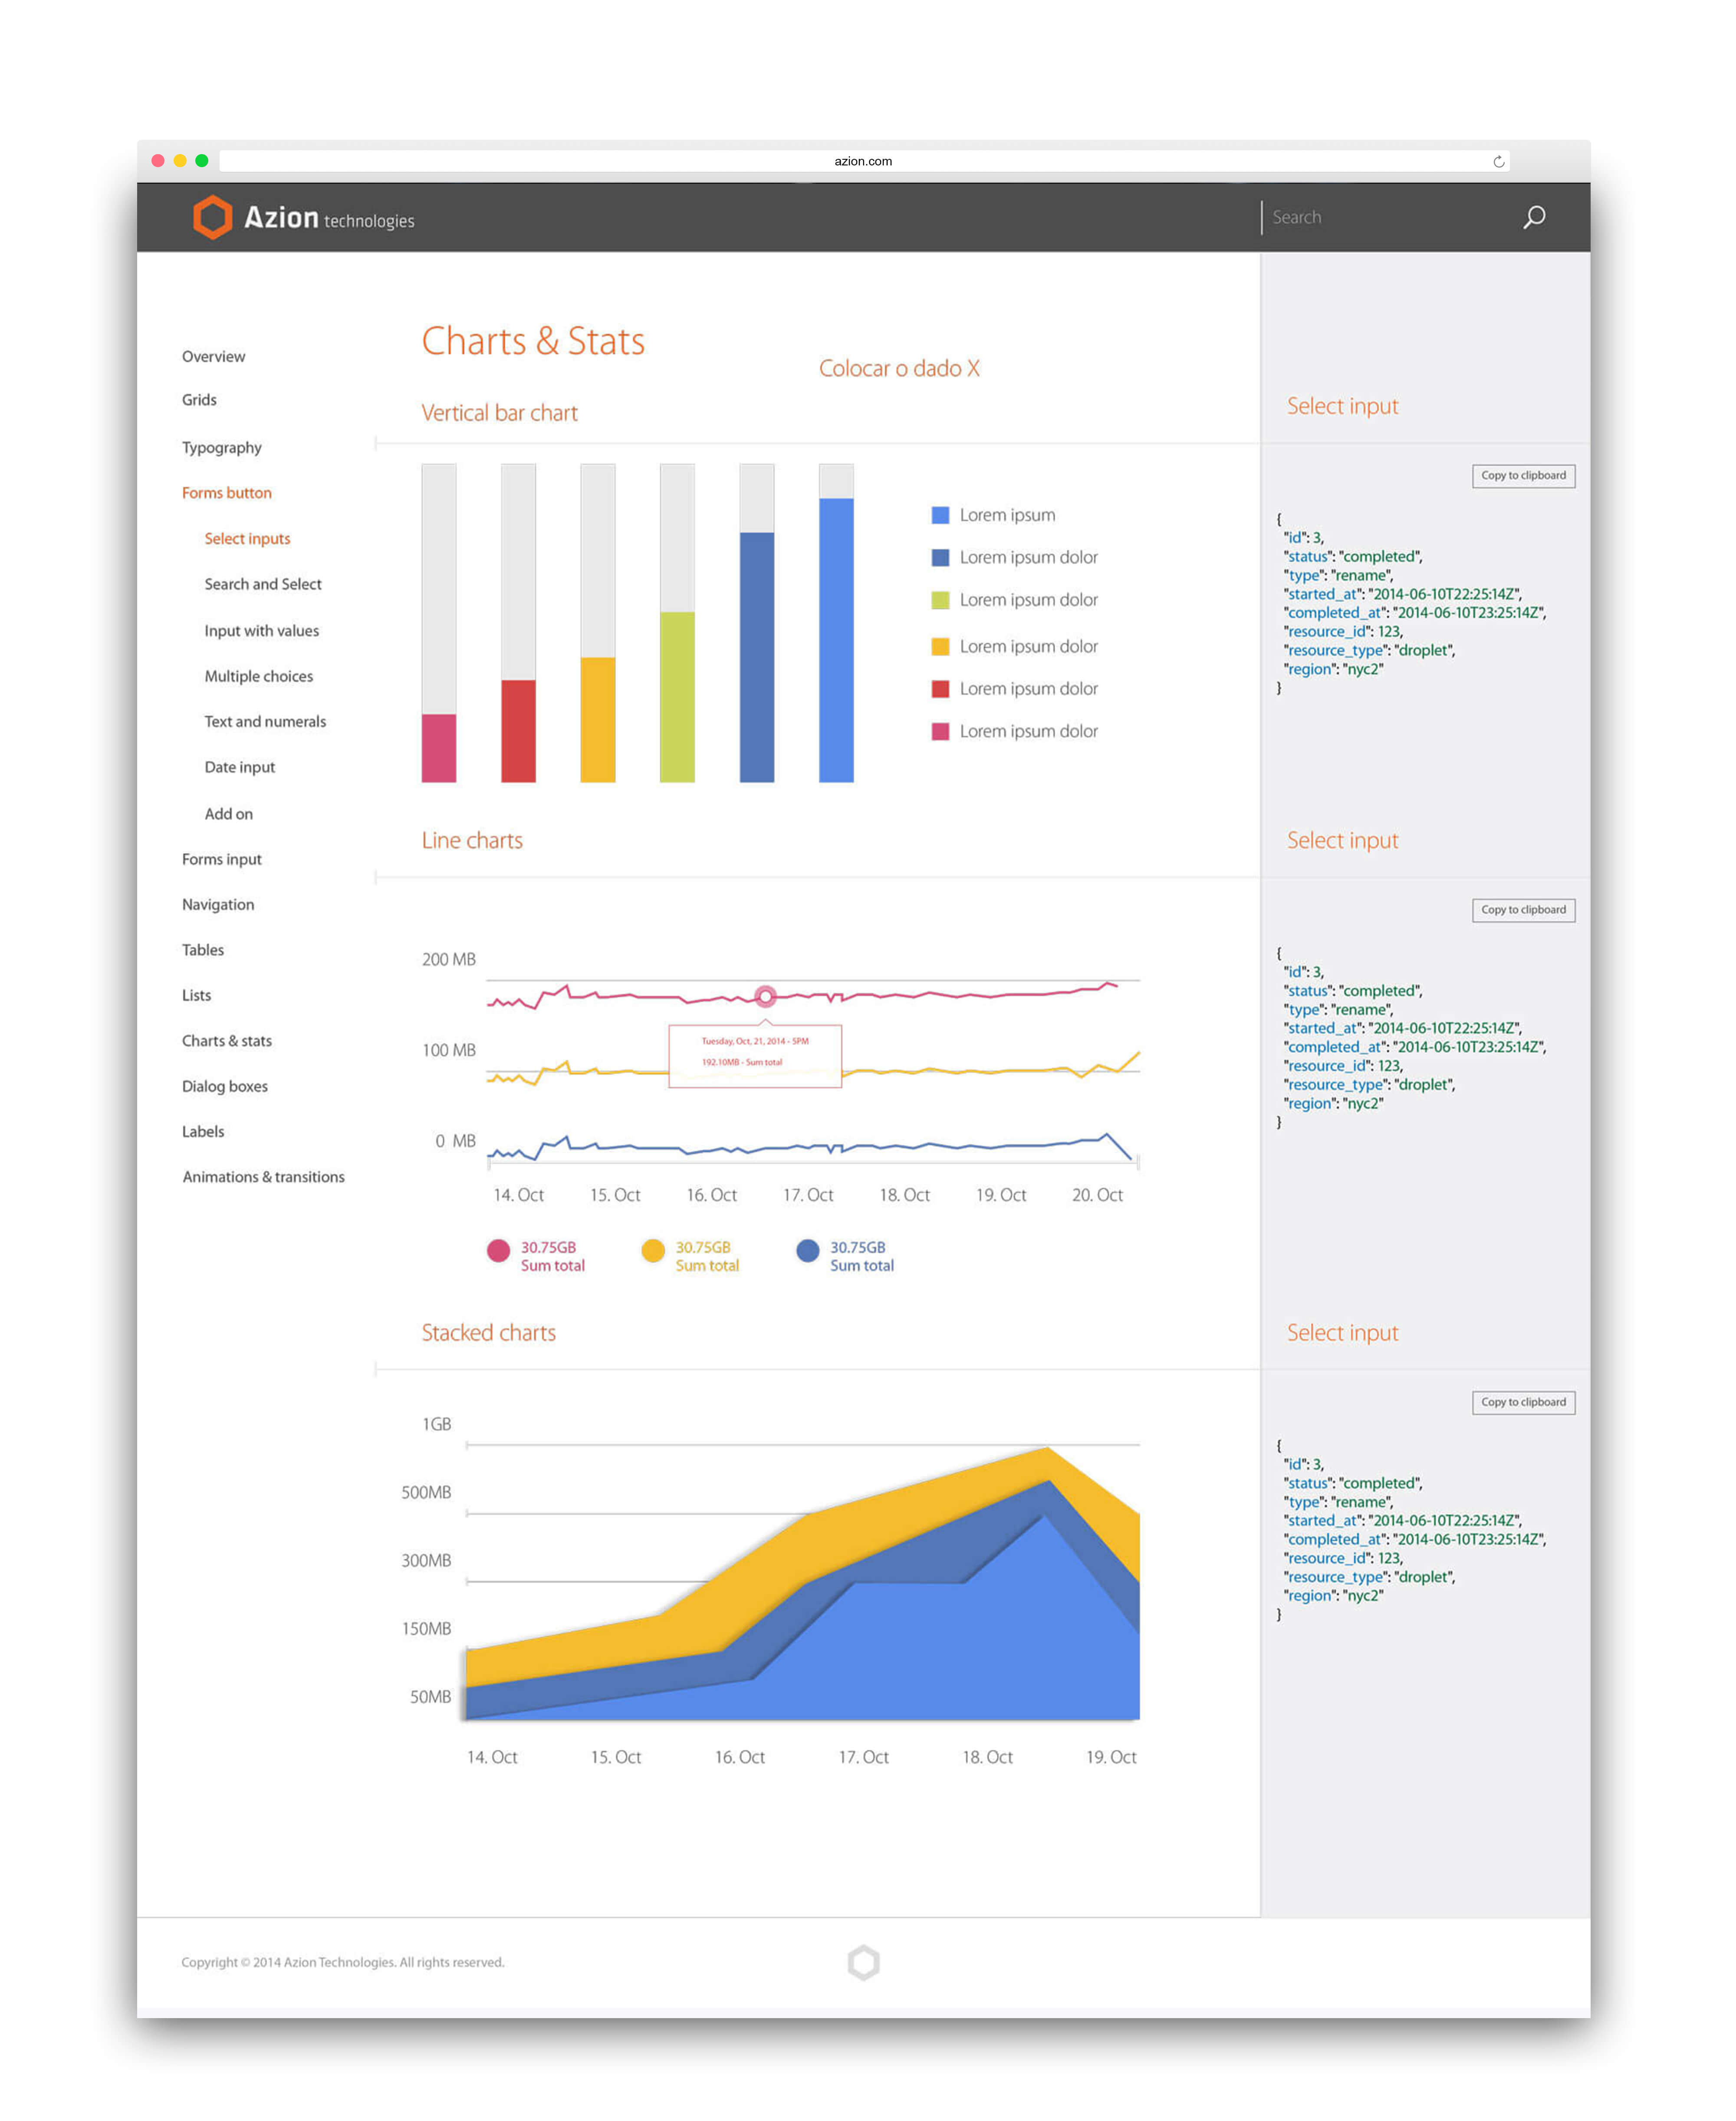 azion.com
Azion technologies
Search
Overview
Grids
Typography
Forms button
Select inputs
Search and Select
Input with values
Multiple choices
Text and numerals
Date input
Add on
Forms input
Navigation
Tables
Lists
Charts & stats
Dialog boxes
Labels
Animations & transitions
Charts & Stats
Colocar o dado X
Vertical bar chart
Lorem ipsum
Lorem ipsum dolor
Lorem ipsum dolor
Lorem ipsum dolor
Lorem ipsum dolor
Lorem ipsum dolor
Select input
Copy to clipboard
{
"id": 3,
"status": "completed",
"type": "rename",
"started_at": "2014-06-10T22:25:14Z",
"completed_at": "2014-06-10T23:25:14Z",
"resource_id": 123,
"resource_type": "droplet",
"region": "nyc2"
}
Line charts
200 MB
100 MB
0 MB
Tuesday, Oct, 21, 2014 - 5PM
192.10MB - Sum total
14. Oct 15. Oct 16. Oct 17. Oct 18. Oct 19. Oct 20. Oct
30.75GB
Sum total
30.75GB
Sum total
30.75GB
Sum total
Select input
Copy to clipboard
{
"id": 3,
"status": "completed",
"type": "rename",
"started_at": "2014-06-10T22:25:14Z",
"completed_at": "2014-06-10T23:25:14Z",
"resource_id": 123,
"resource_type": "droplet",
"region": "nyc2"
}
Stacked charts
1GB
500MB
300MB
150MB
50MB
14. Oct 15. Oct 16. Oct 17. Oct 18. Oct 19. Oct
Select input
Copy to clipboard
{
"id": 3,
"status": "completed",
"type": "rename",
"started_at": "2014-06-10T22:25:14Z",
"completed_at": "2014-06-10T23:25:14Z",
"resource_id": 123,
"resource_type": "droplet",
"region": "nyc2"
}
Copyright © 2014 Azion Technologies. All rights reserved.